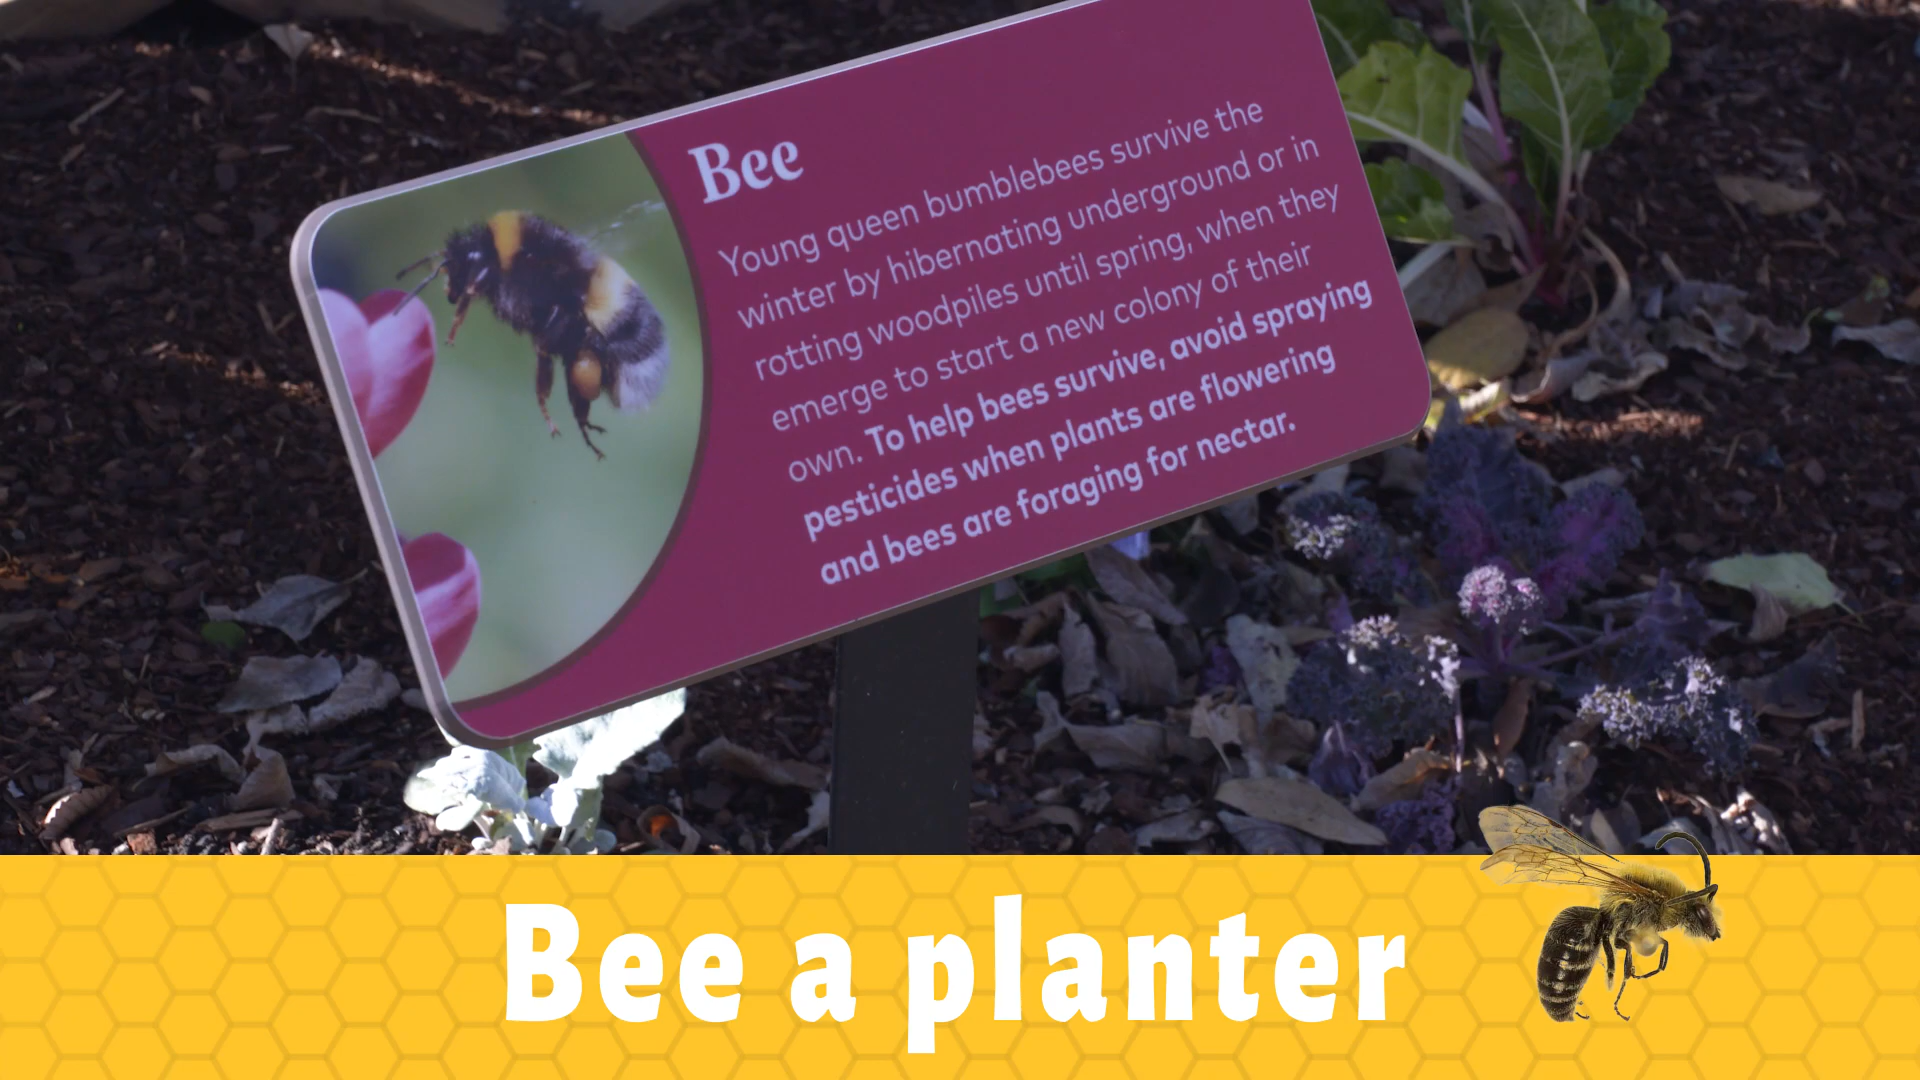 Bee
Young queen bumblebees survive the
winter by hibernating underground or in
rotting woodpiles until spring, when they
emerge to start a new colony of their
own. To help bees survive, avoid spraying
pesticides when plants are flowering
and bees are foraging for nectar.
Bee a planter